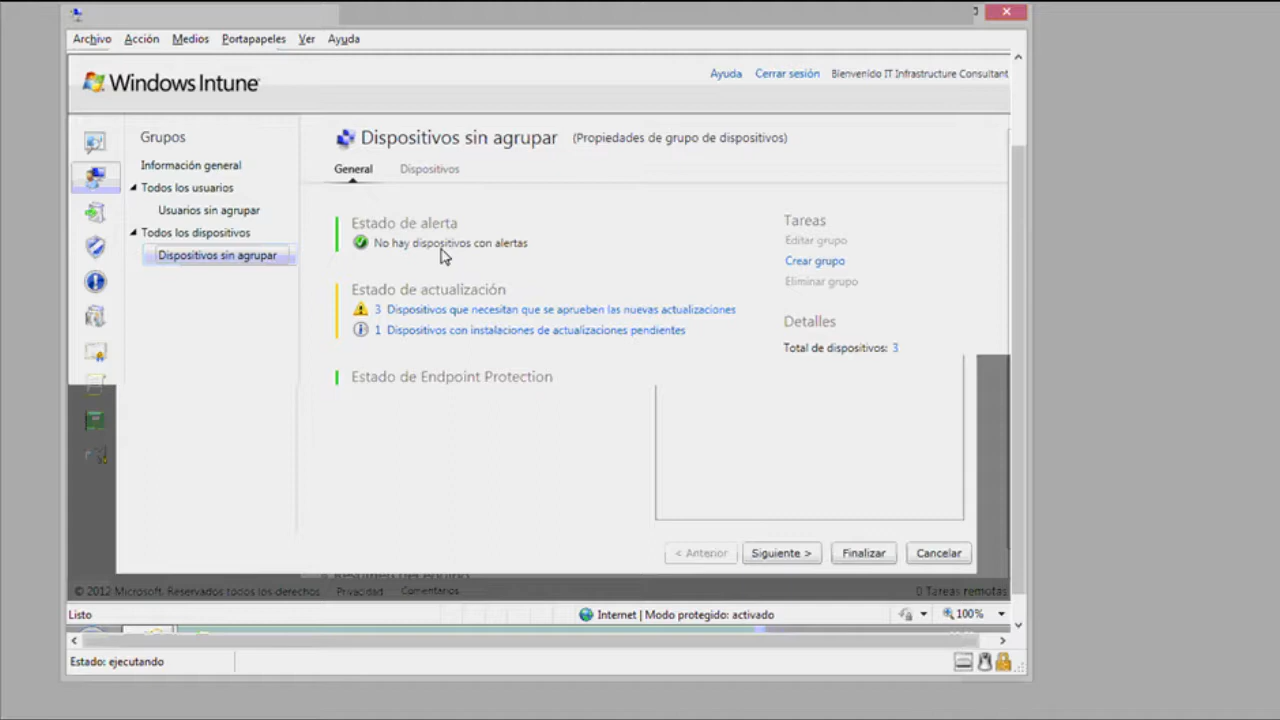 Archivo Acción Medios Portapapeles Ver Ayuda
Windows Intune
Ayuda Cerrar sesión Bienvenido IT Infrastructure Consultant
Grupos
Información general
Todos los usuarios
Usuarios sin agrupar
Todos los dispositivos
Dispositivos sin agrupar
Dispositivos sin agrupar (Propiedades de grupo de dispositivos)
General Dispositivos
Estado de alerta
No hay dispositivos con alertas
Estado de actualización
3 Dispositivos que necesitan que se aprueben las nuevas actualizaciones
1 Dispositivos con instalaciones de actualizaciones pendientes
Estado de Endpoint Protection
Tareas
Editar grupo
Crear grupo
Eliminar grupo
Detalles
Total de dispositivos: 3
< Anterior Siguiente > Finalizar Cancelar
© 2012 Microsoft. Reservados todos los derechos. Privacidad Comentarios 0 Tareas remotas
Listo Internet | Modo protegido: activado 100%
Estado: ejecutando